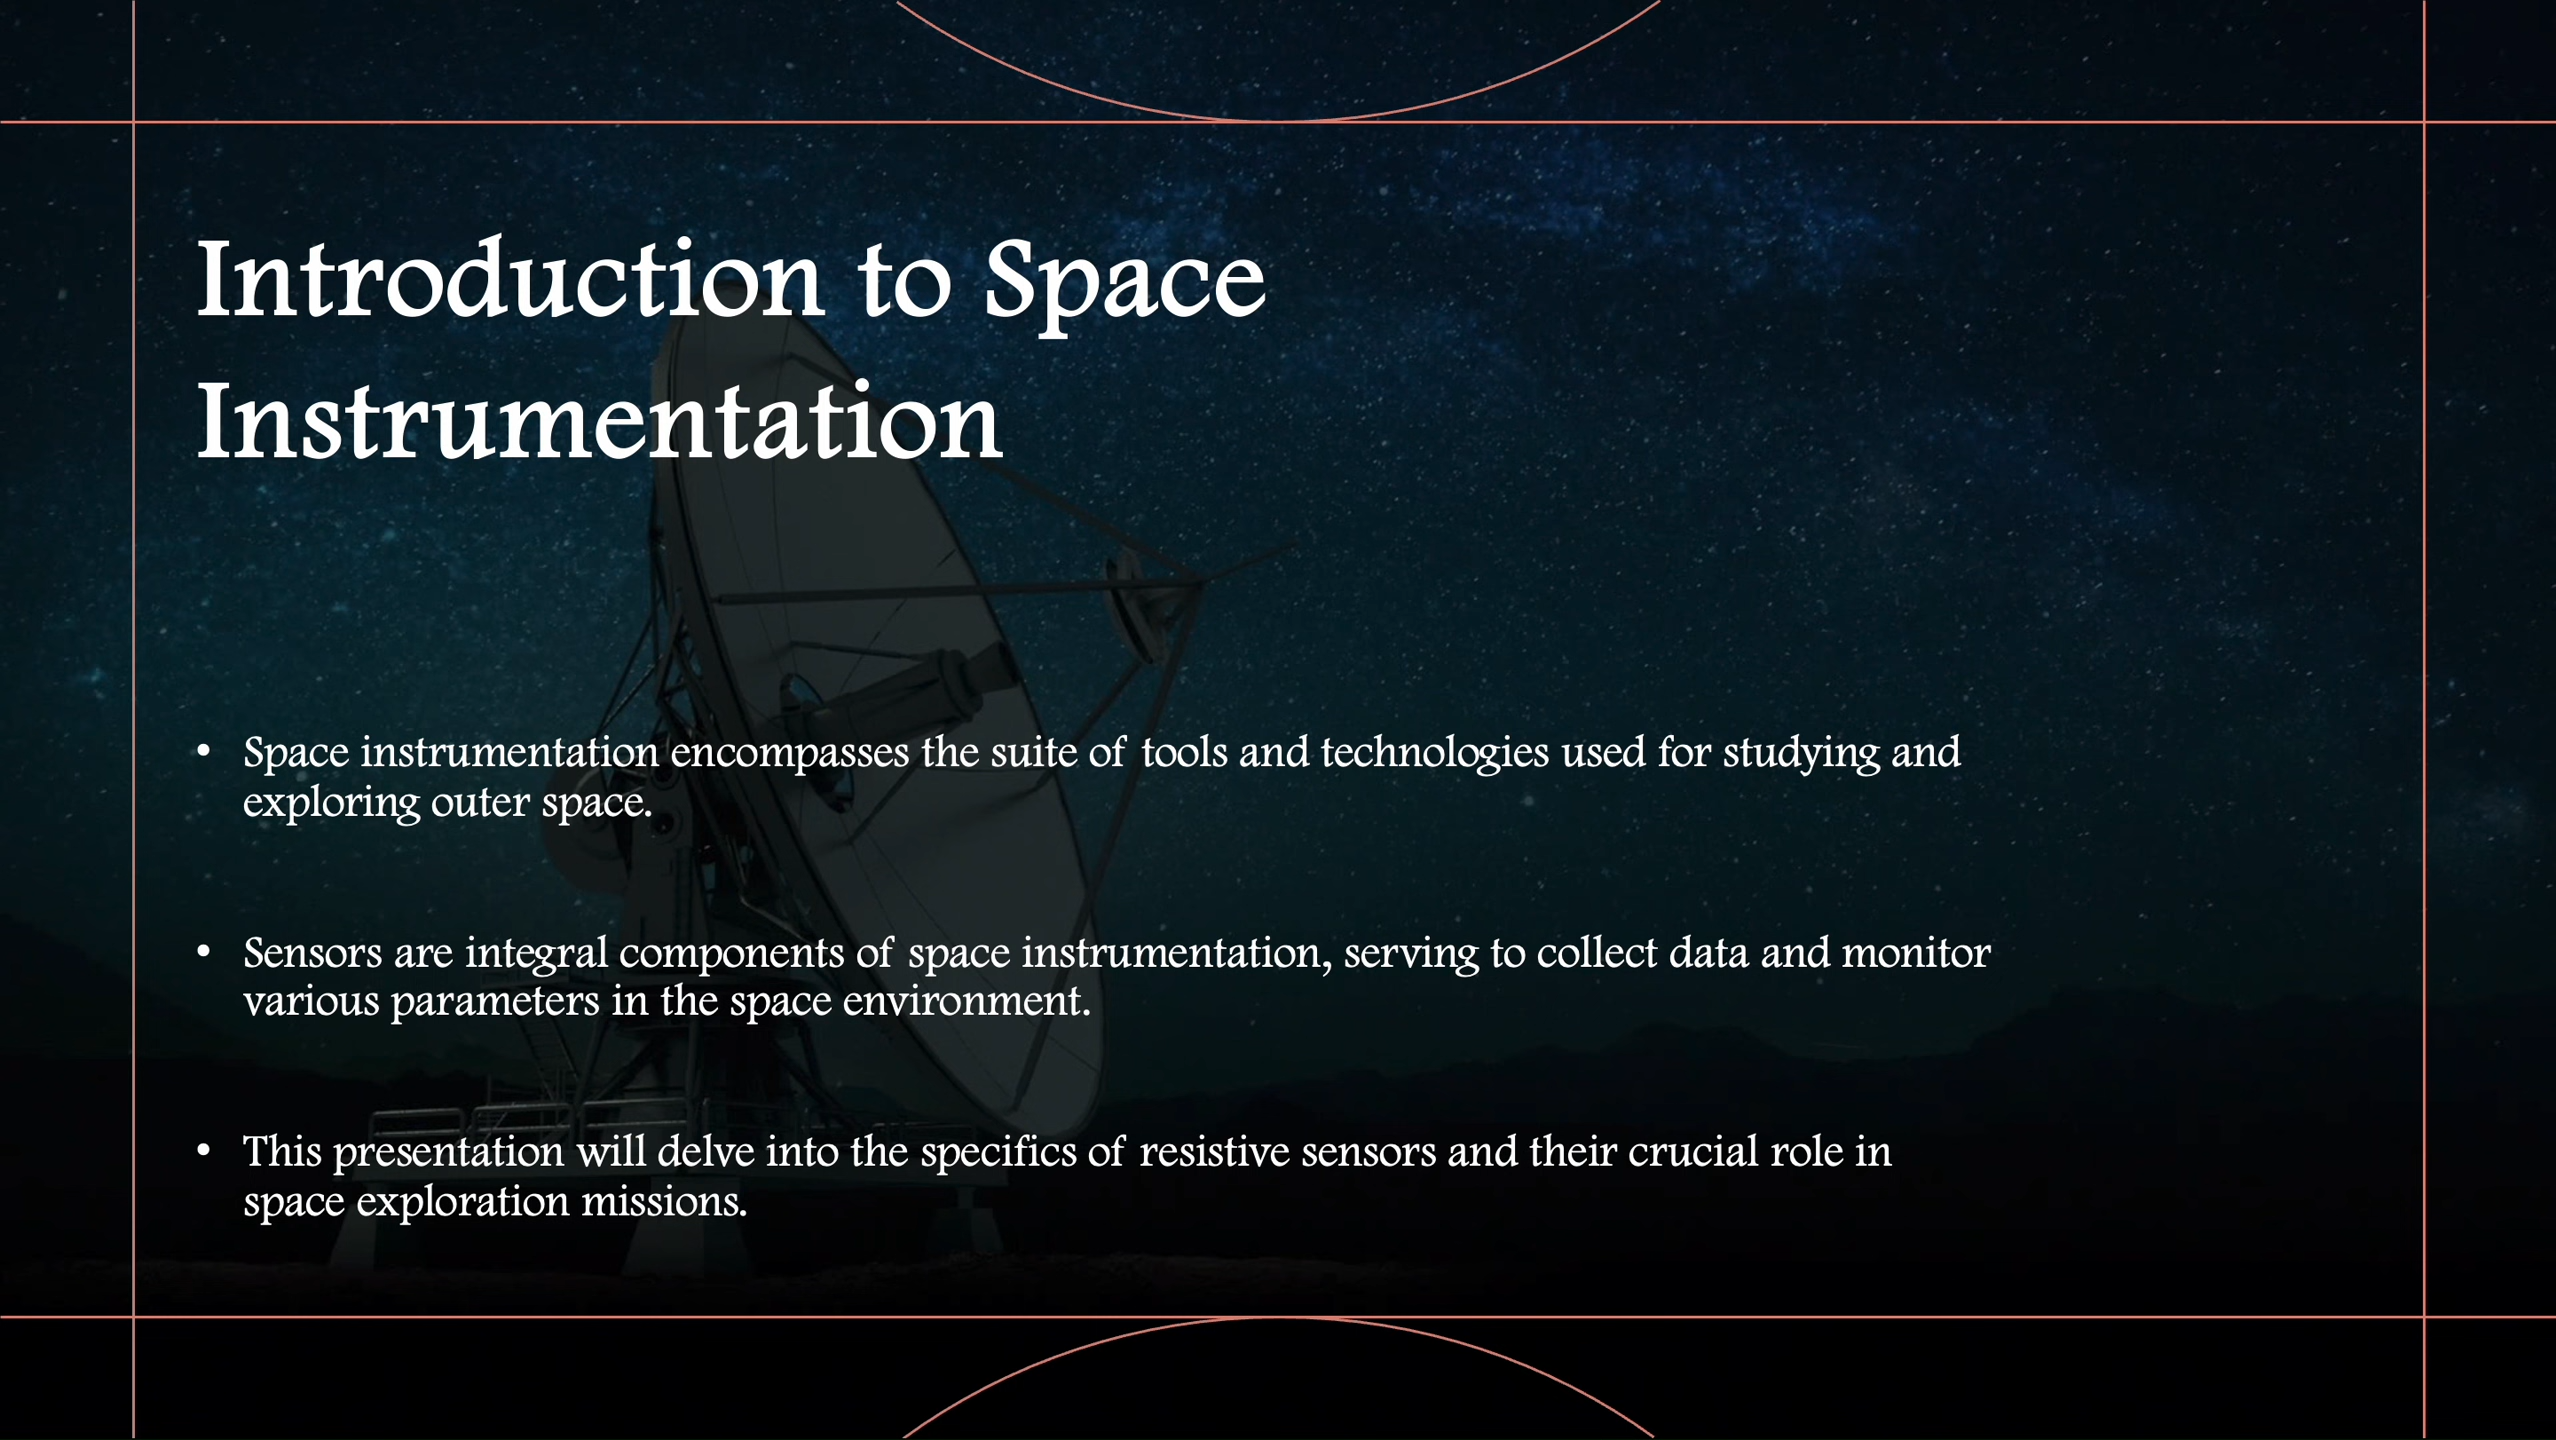 Introduction to Space
Instrumentation
• Space instrumentation encompasses the suite of tools and technologies used for studying and
exploring outer space.
• Sensors are integral components of space instrumentation, serving to collect data and monitor
various parameters in the space environment.
• This presentation will delve into the specifics of resistive sensors and their crucial role in
space exploration missions.